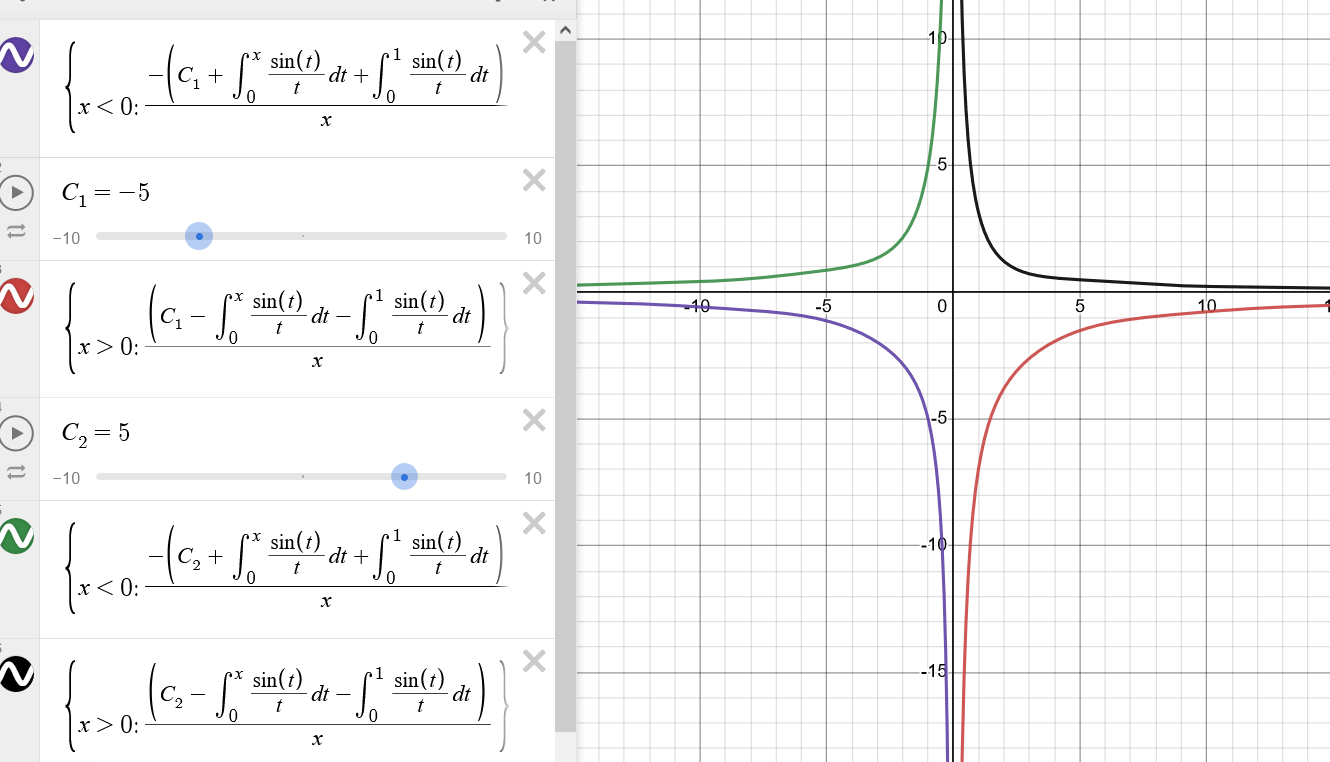 {x < 0: −(C₁ + ∫₀ˣ sin(t)/t dt + ∫₀¹ sin(t)/t dt)/x
C₁ = −5
−10 10
{x > 0: (C₁ − ∫₀ˣ sin(t)/t dt − ∫₀¹ sin(t)/t dt)/x}
C₂ = 5
−10 10
{x < 0: −(C₂ + ∫₀ˣ sin(t)/t dt + ∫₀¹ sin(t)/t dt)/x
{x > 0: (C₂ − ∫₀ˣ sin(t)/t dt − ∫₀¹ sin(t)/t dt)/x}
10
5
-10 -5 0 5 10
-5
-10
-15